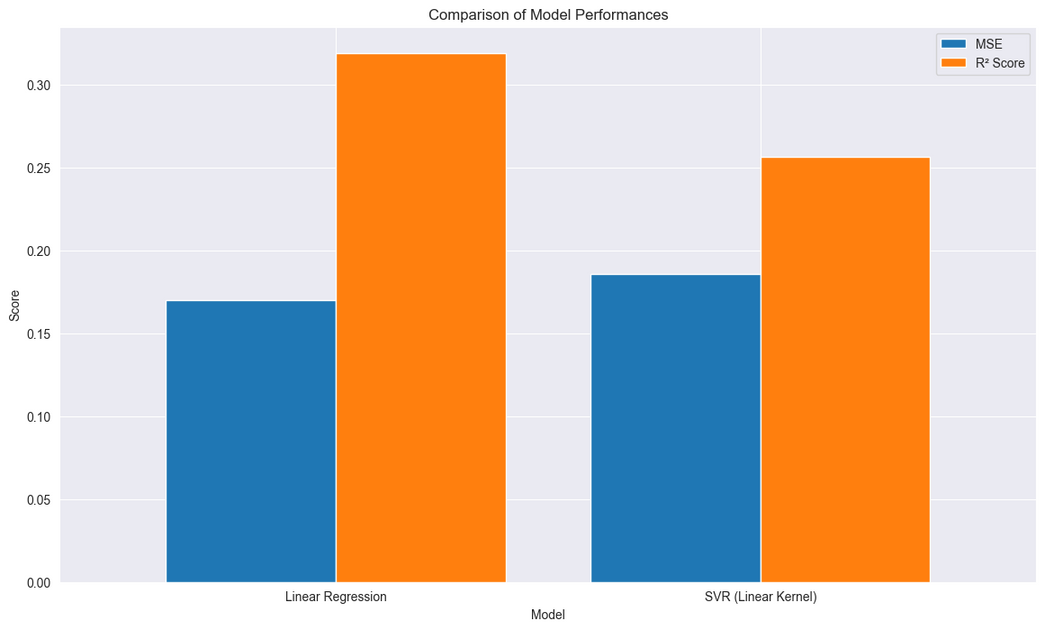 Comparison of Model Performances
MSE
R² Score
Score
0.30
0.25
0.20
0.15
0.10
0.05
0.00
Linear Regression
SVR (Linear Kernel)
Model